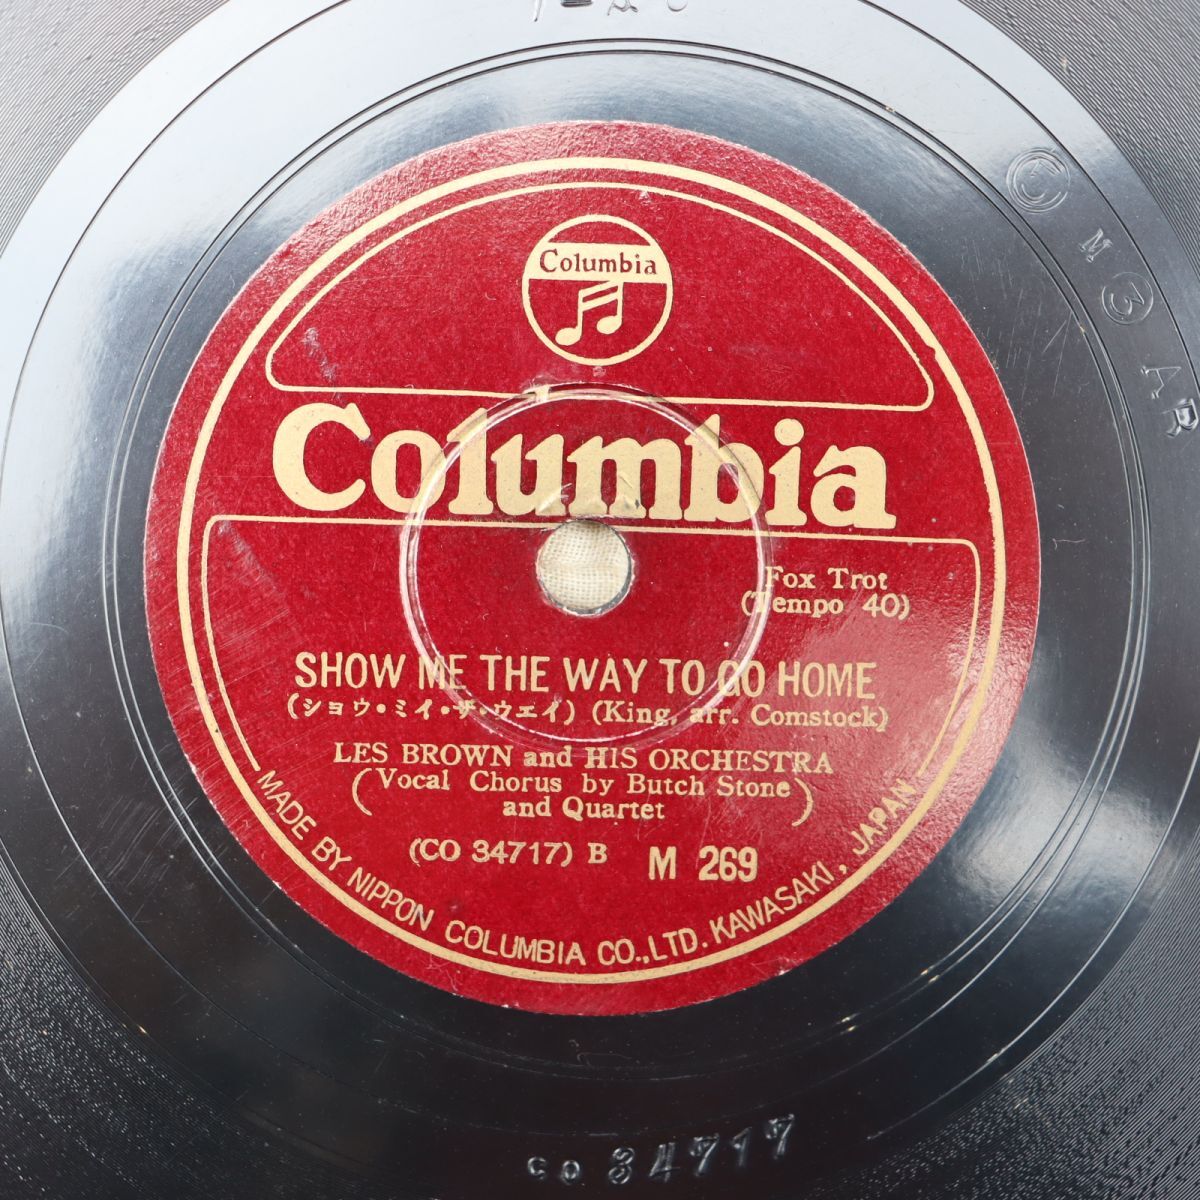 Columbia
Columbia
Fox Trot
(Tempo 40)
SHOW ME THE WAY TO GO HOME
(ショウ・ミイ・ザ・ウエイ) (King, arr. Comstock)
LES BROWN and HIS ORCHESTRA
(Vocal Chorus by Butch Stone
and Quartet)
(CO 34717) B M 269
MADE BY NIPPON COLUMBIA CO.,LTD. KAWASAKI, JAPAN
M 3 AR
CO 34717